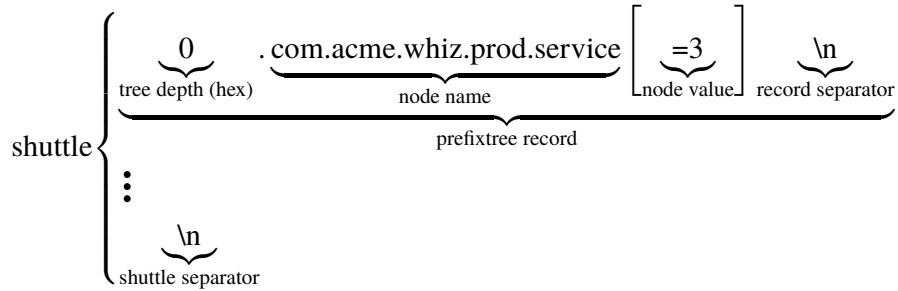 0 . com.acme.whiz.prod.service [ =3 ] \n
tree depth (hex) node name node value record separator
prefixtree record
shuttle
⋮
\n
shuttle separator